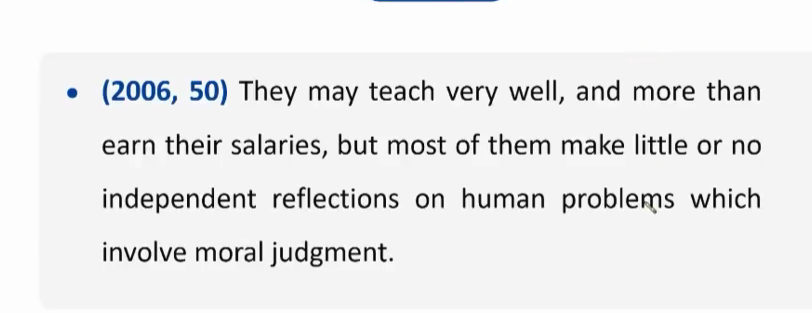 • (2006, 50) They may teach very well, and more than
earn their salaries, but most of them make little or no
independent reflections on human problems which
involve moral judgment.